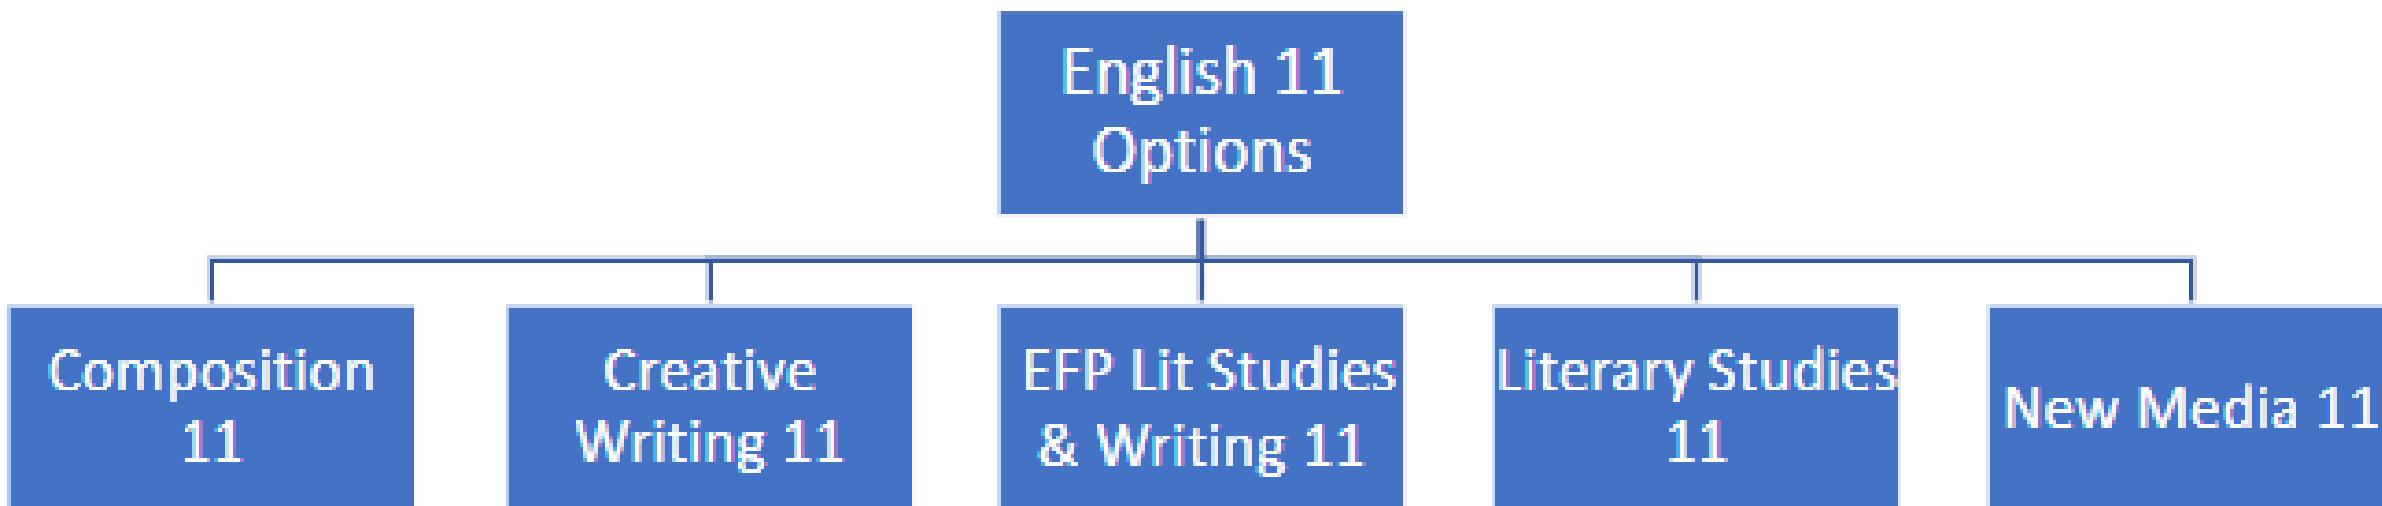 English 11
Options
Composition
11
Creative
Writing 11
EFP Lit Studies
& Writing 11
Literary Studies
11
New Media 11